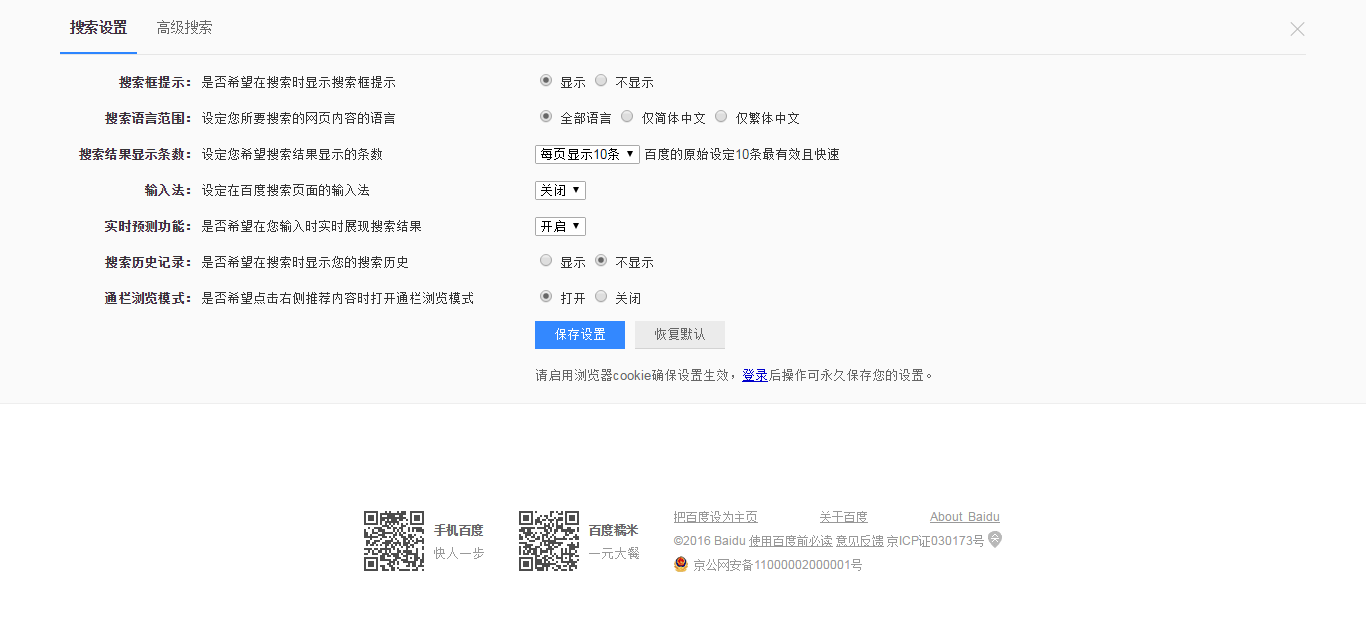 搜索设置 高级搜索
搜索框提示： 是否希望在搜索时显示搜索框提示 显示 不显示
搜索语言范围： 设定您所要搜索的网页内容的语言 全部语言 仅简体中文 仅繁体中文
搜索结果显示条数： 设定您希望搜索结果显示的条数 每页显示10条 百度的原始设定10条最有效且快速
输入法： 设定在百度搜索页面的输入法 关闭
实时预测功能： 是否希望在您输入时实时展现搜索结果 开启
搜索历史记录： 是否希望在搜索时显示您的搜索历史 显示 不显示
通栏浏览模式： 是否希望点击右侧推荐内容时打开通栏浏览模式 打开 关闭
保存设置 恢复默认
请启用浏览器cookie确保设置生效，登录后操作可永久保存您的设置。
手机百度
快人一步
百度糯米
一元大餐
把百度设为主页 关于百度 About Baidu
©2016 Baidu 使用百度前必读 意见反馈 京ICP证030173号
京公网安备11000002000001号